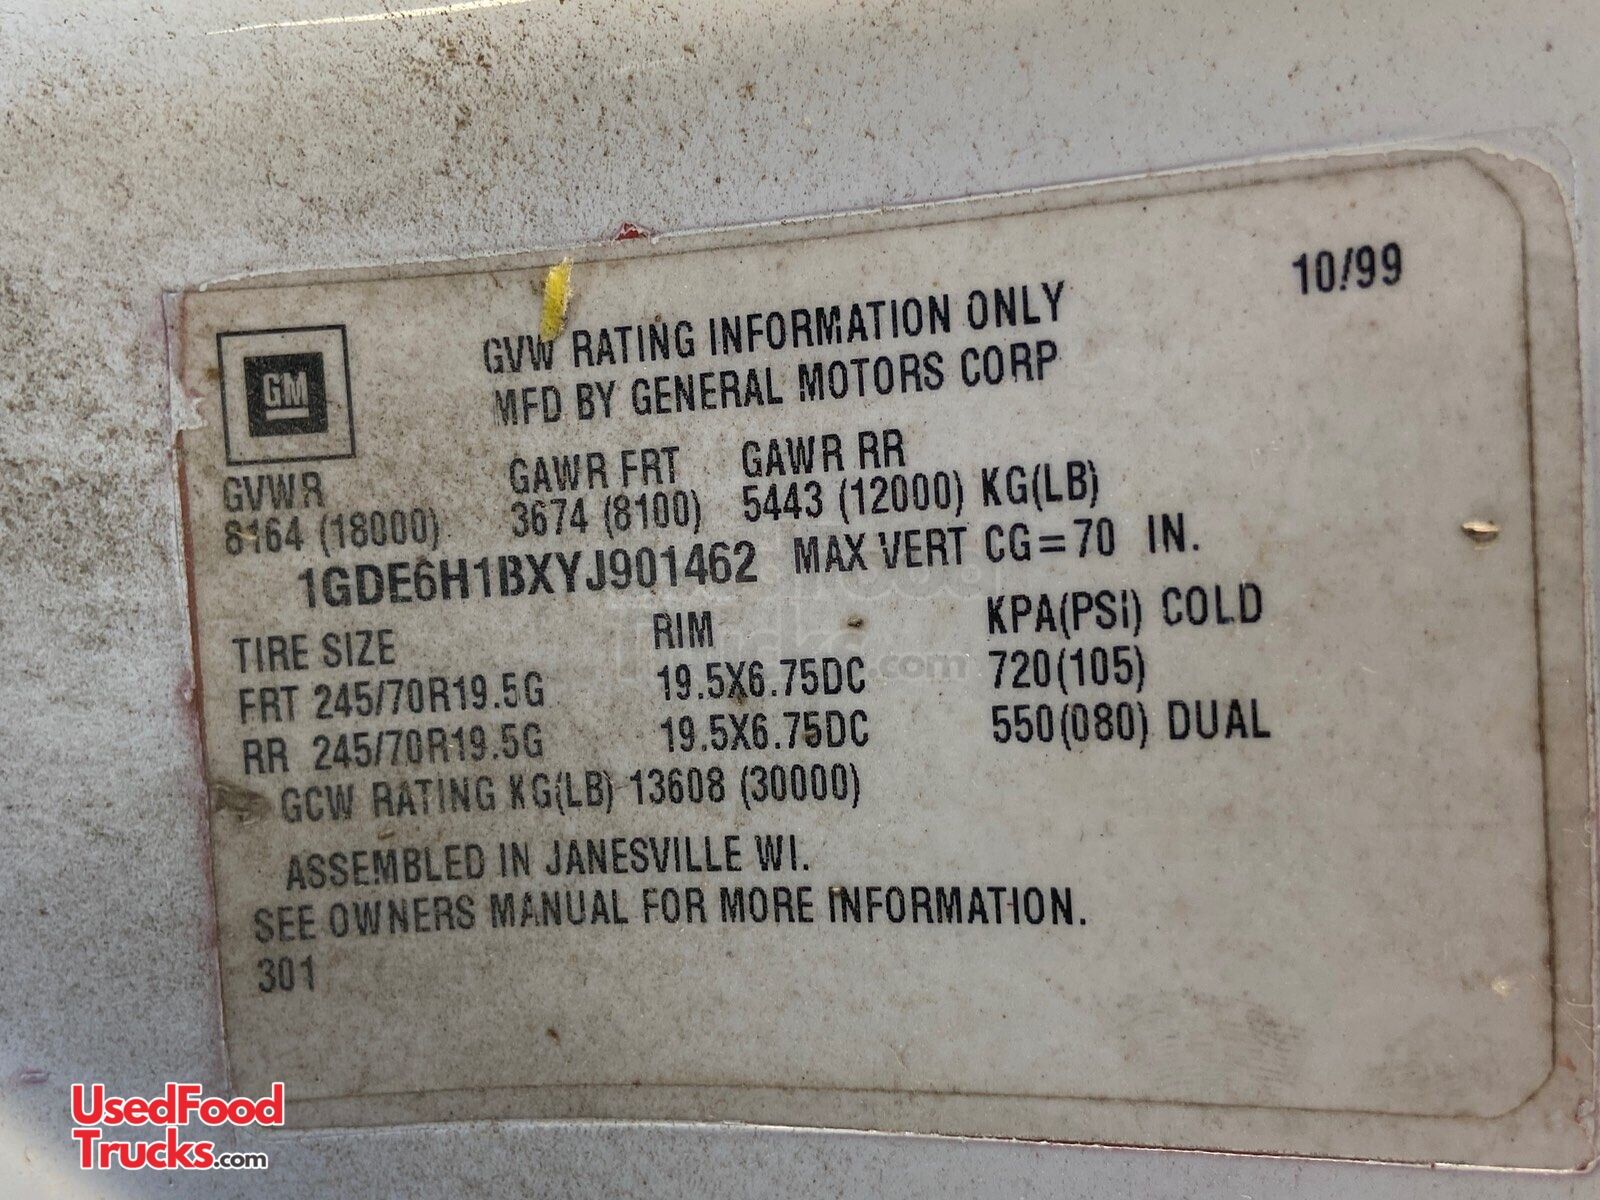 10/99
GM
GVW RATING INFORMATION ONLY
MFD BY GENERAL MOTORS CORP
GVWR GAWR FRT GAWR RR
8164 (18000) 3674 (8100) 5443 (12000) KG(LB)
1GDE6H1BXYJ901462 MAX VERT CG=70 IN.
TIRE SIZE RIM KPA(PSI) COLD
FRT 245/70R19.5G 19.5X6.75DC 720(105)
RR 245/70R19.5G 19.5X6.75DC 550(080) DUAL
GCW RATING KG(LB) 13608 (30000)
ASSEMBLED IN JANESVILLE WI.
SEE OWNERS MANUAL FOR MORE INFORMATION.
301
UsedFood
Trucks.com